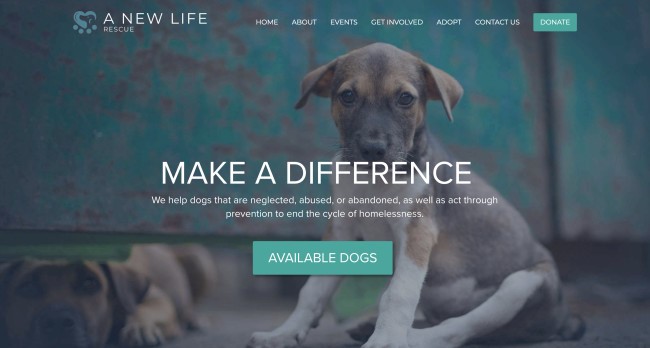 A NEW LIFE
RESCUE
HOME ABOUT EVENTS GET INVOLVED ADOPT CONTACT US DONATE
MAKE A DIFFERENCE
We help dogs that are neglected, abused, or abandoned, as well as act through
prevention to end the cycle of homelessness.
AVAILABLE DOGS